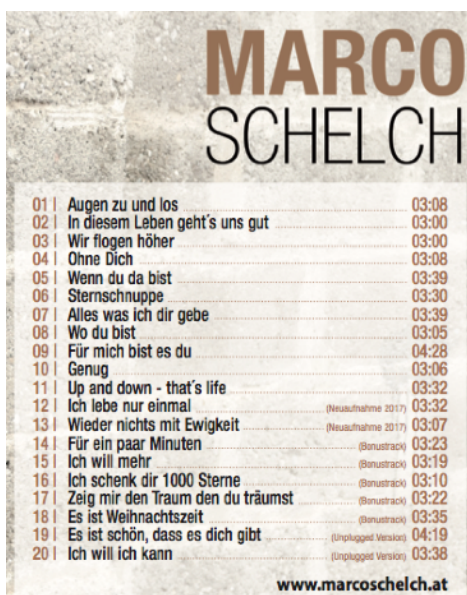 MARCO
SCHELCH
01 | Augen zu und los 03:08
02 | In diesem Leben geht´s uns gut 03:00
03 | Wir flogen höher 03:00
04 | Ohne Dich 03:08
05 | Wenn du da bist 03:39
06 | Sternschnuppe 03:30
07 | Alles was ich dir gebe 03:39
08 | Wo du bist 03:05
09 | Für mich bist es du 04:28
10 | Genug 03:06
11 | Up and down - that´s life 03:32
12 | Ich lebe nur einmal (Neuaufnahme 2017) 03:32
13 | Wieder nichts mit Ewigkeit (Neuaufnahme 2017) 03:07
14 | Für ein paar Minuten (Bonustrack) 03:23
15 | Ich will mehr (Bonustrack) 03:19
16 | Ich schenk dir 1000 Sterne (Bonustrack) 03:10
17 | Zeig mir den Traum den du träumst (Bonustrack) 03:22
18 | Es ist Weihnachtszeit (Bonustrack) 03:35
19 | Es ist schön, dass es dich gibt (Unplugged Version) 04:19
20 | Ich will ich kann (Unplugged Version) 03:38
www.marcoschelch.at